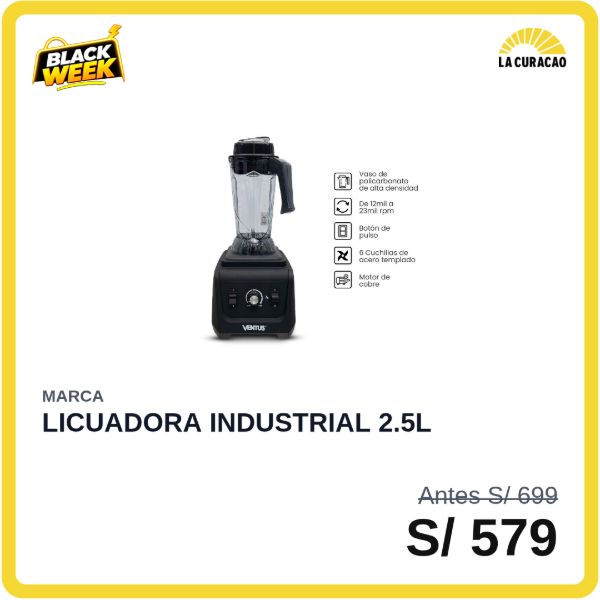 BLACK
WEEK
LA CURACAO
Vaso de
policarbonato
de alta densidad
De 12mil a
23mil rpm
Botón de
pulso
6 Cuchillas de
acero templado
Motor de
cobre
VENTUS
MARCA
LICUADORA INDUSTRIAL 2.5L
Antes S/ 699
S/ 579